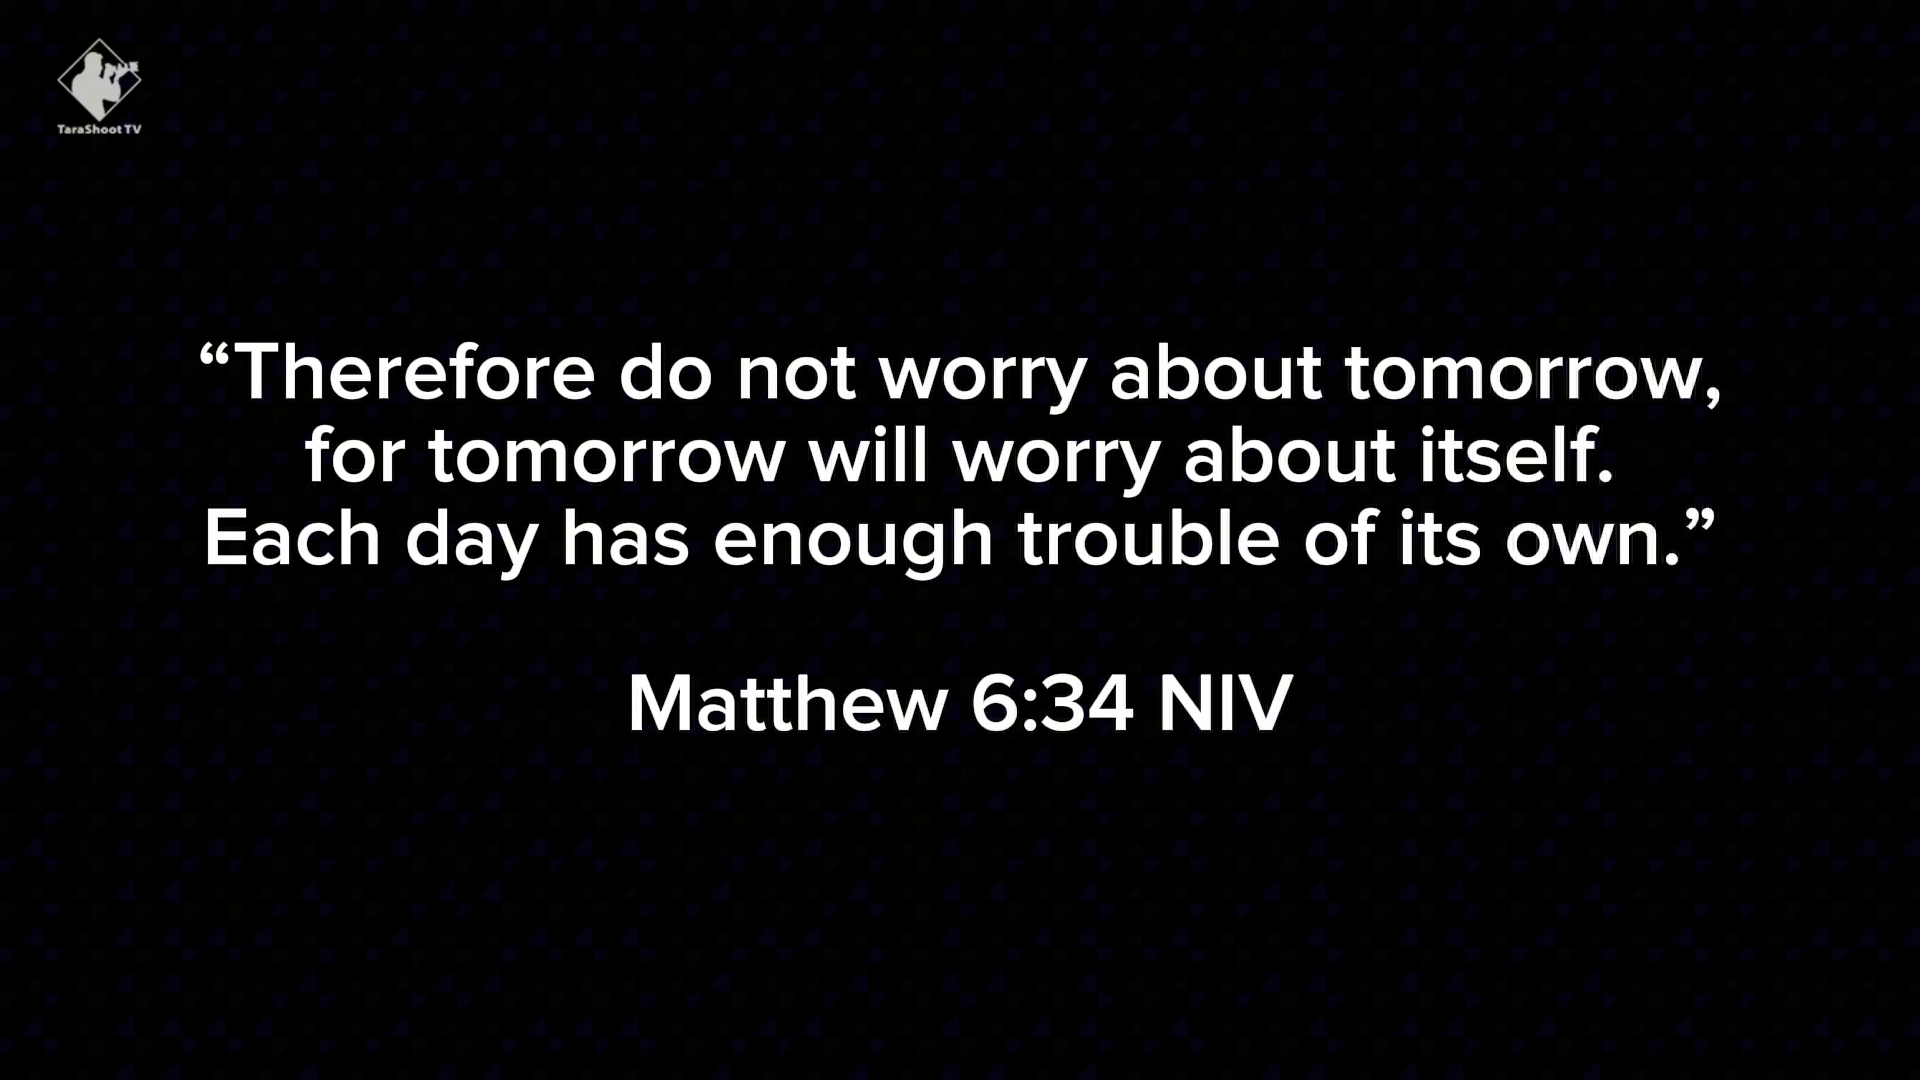 TaraShoot TV
“Therefore do not worry about tomorrow,
for tomorrow will worry about itself.
Each day has enough trouble of its own.”
Matthew 6:34 NIV